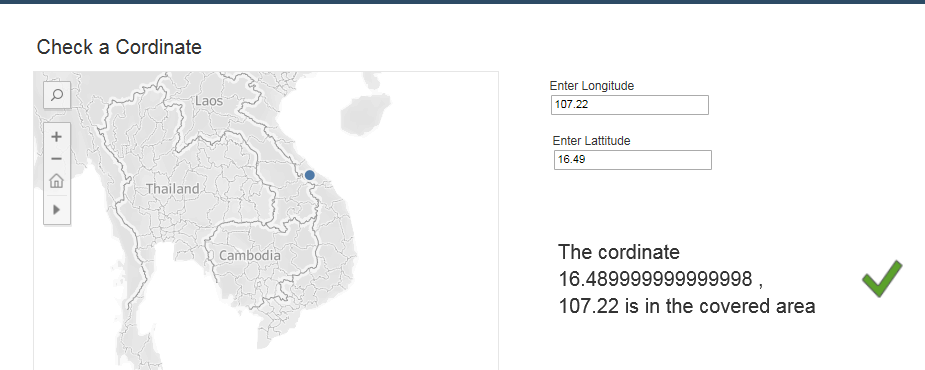 Check a Cordinate
Laos
Thailand
Cambodia
Enter Longitude
107.22
Enter Lattitude
16.49
The cordinate
16.489999999999998 ,
107.22 is in the covered area